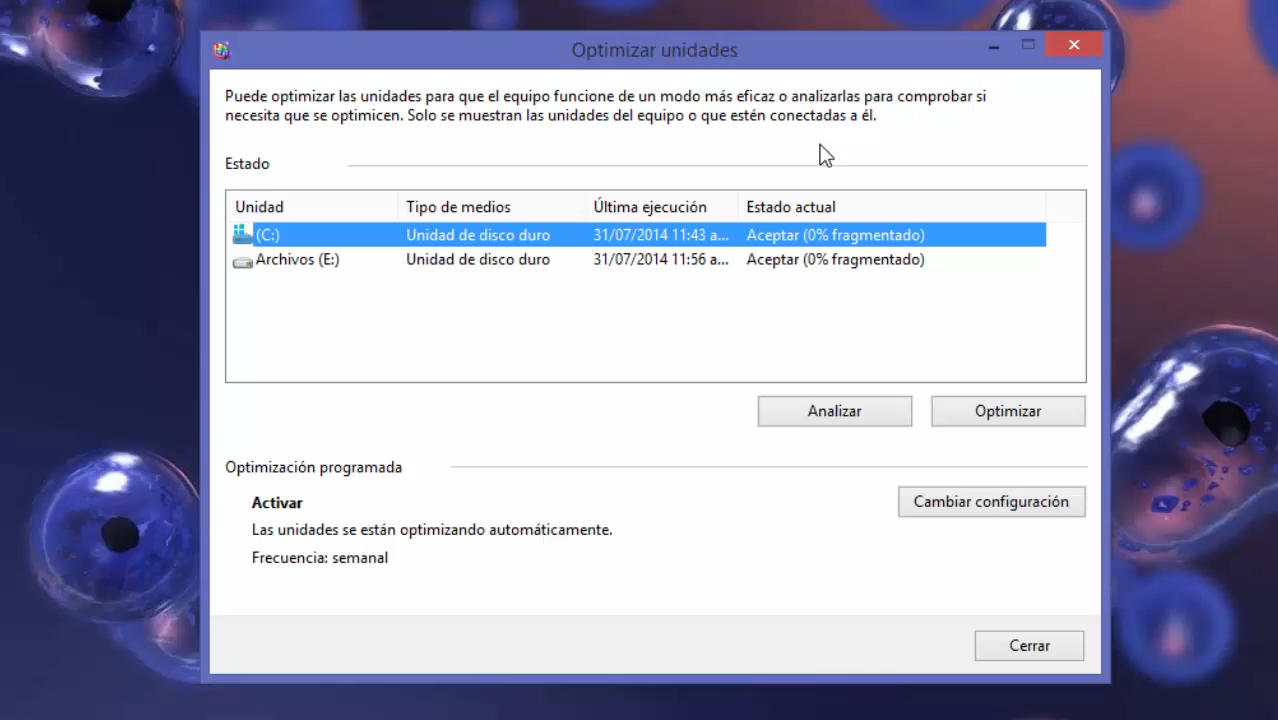 Optimizar unidades
Puede optimizar las unidades para que el equipo funcione de un modo más eficaz o analizarlas para comprobar si
necesita que se optimicen. Solo se muestran las unidades del equipo o que estén conectadas a él.
Estado
Unidad Tipo de medios Última ejecución Estado actual
(C:) Unidad de disco duro 31/07/2014 11:43 a... Aceptar (0% fragmentado)
Archivos (E:) Unidad de disco duro 31/07/2014 11:56 a... Aceptar (0% fragmentado)
Analizar Optimizar
Optimización programada
Activar
Cambiar configuración
Las unidades se están optimizando automáticamente.
Frecuencia: semanal
Cerrar